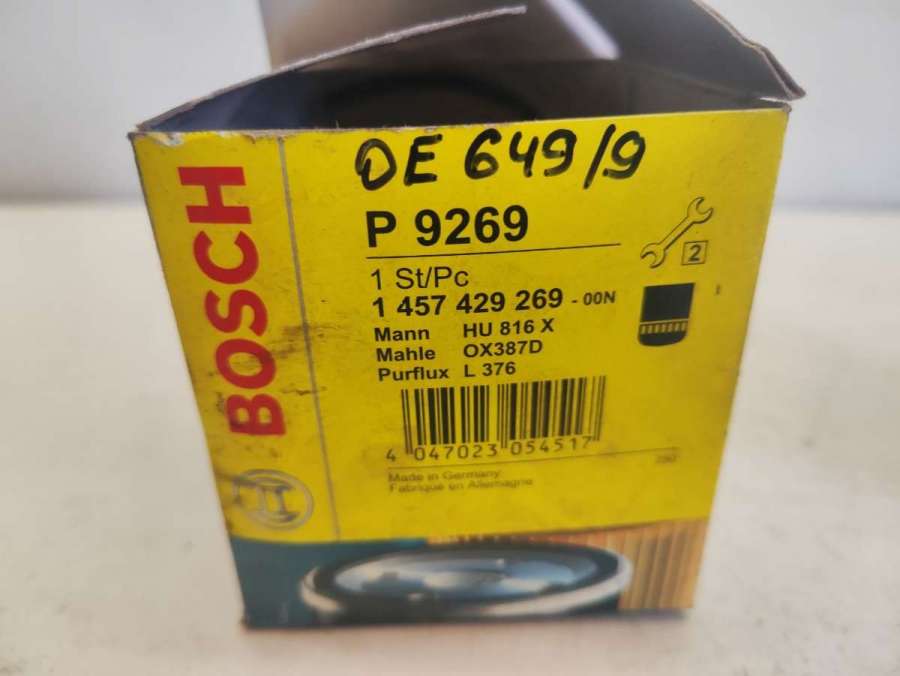 OE 649/9
BOSCH
P 9269
2
1 St/Pc
1 457 429 269 - 00N
Mann HU 816 X
Mahle OX387D
Purflux L 376
4 047023 054517
Made in Germany
Fabriqué en Allemagne